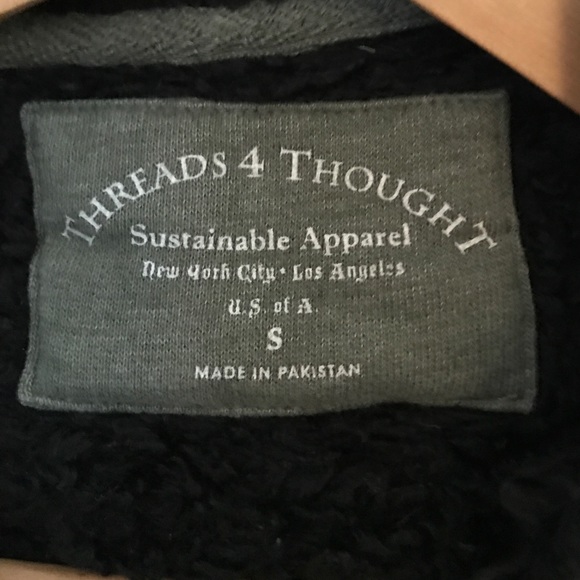 THREADS 4 THOUGHT
Sustainable Apparel
New York City • Los Angeles
U.S. of A.
S
MADE IN PAKISTAN